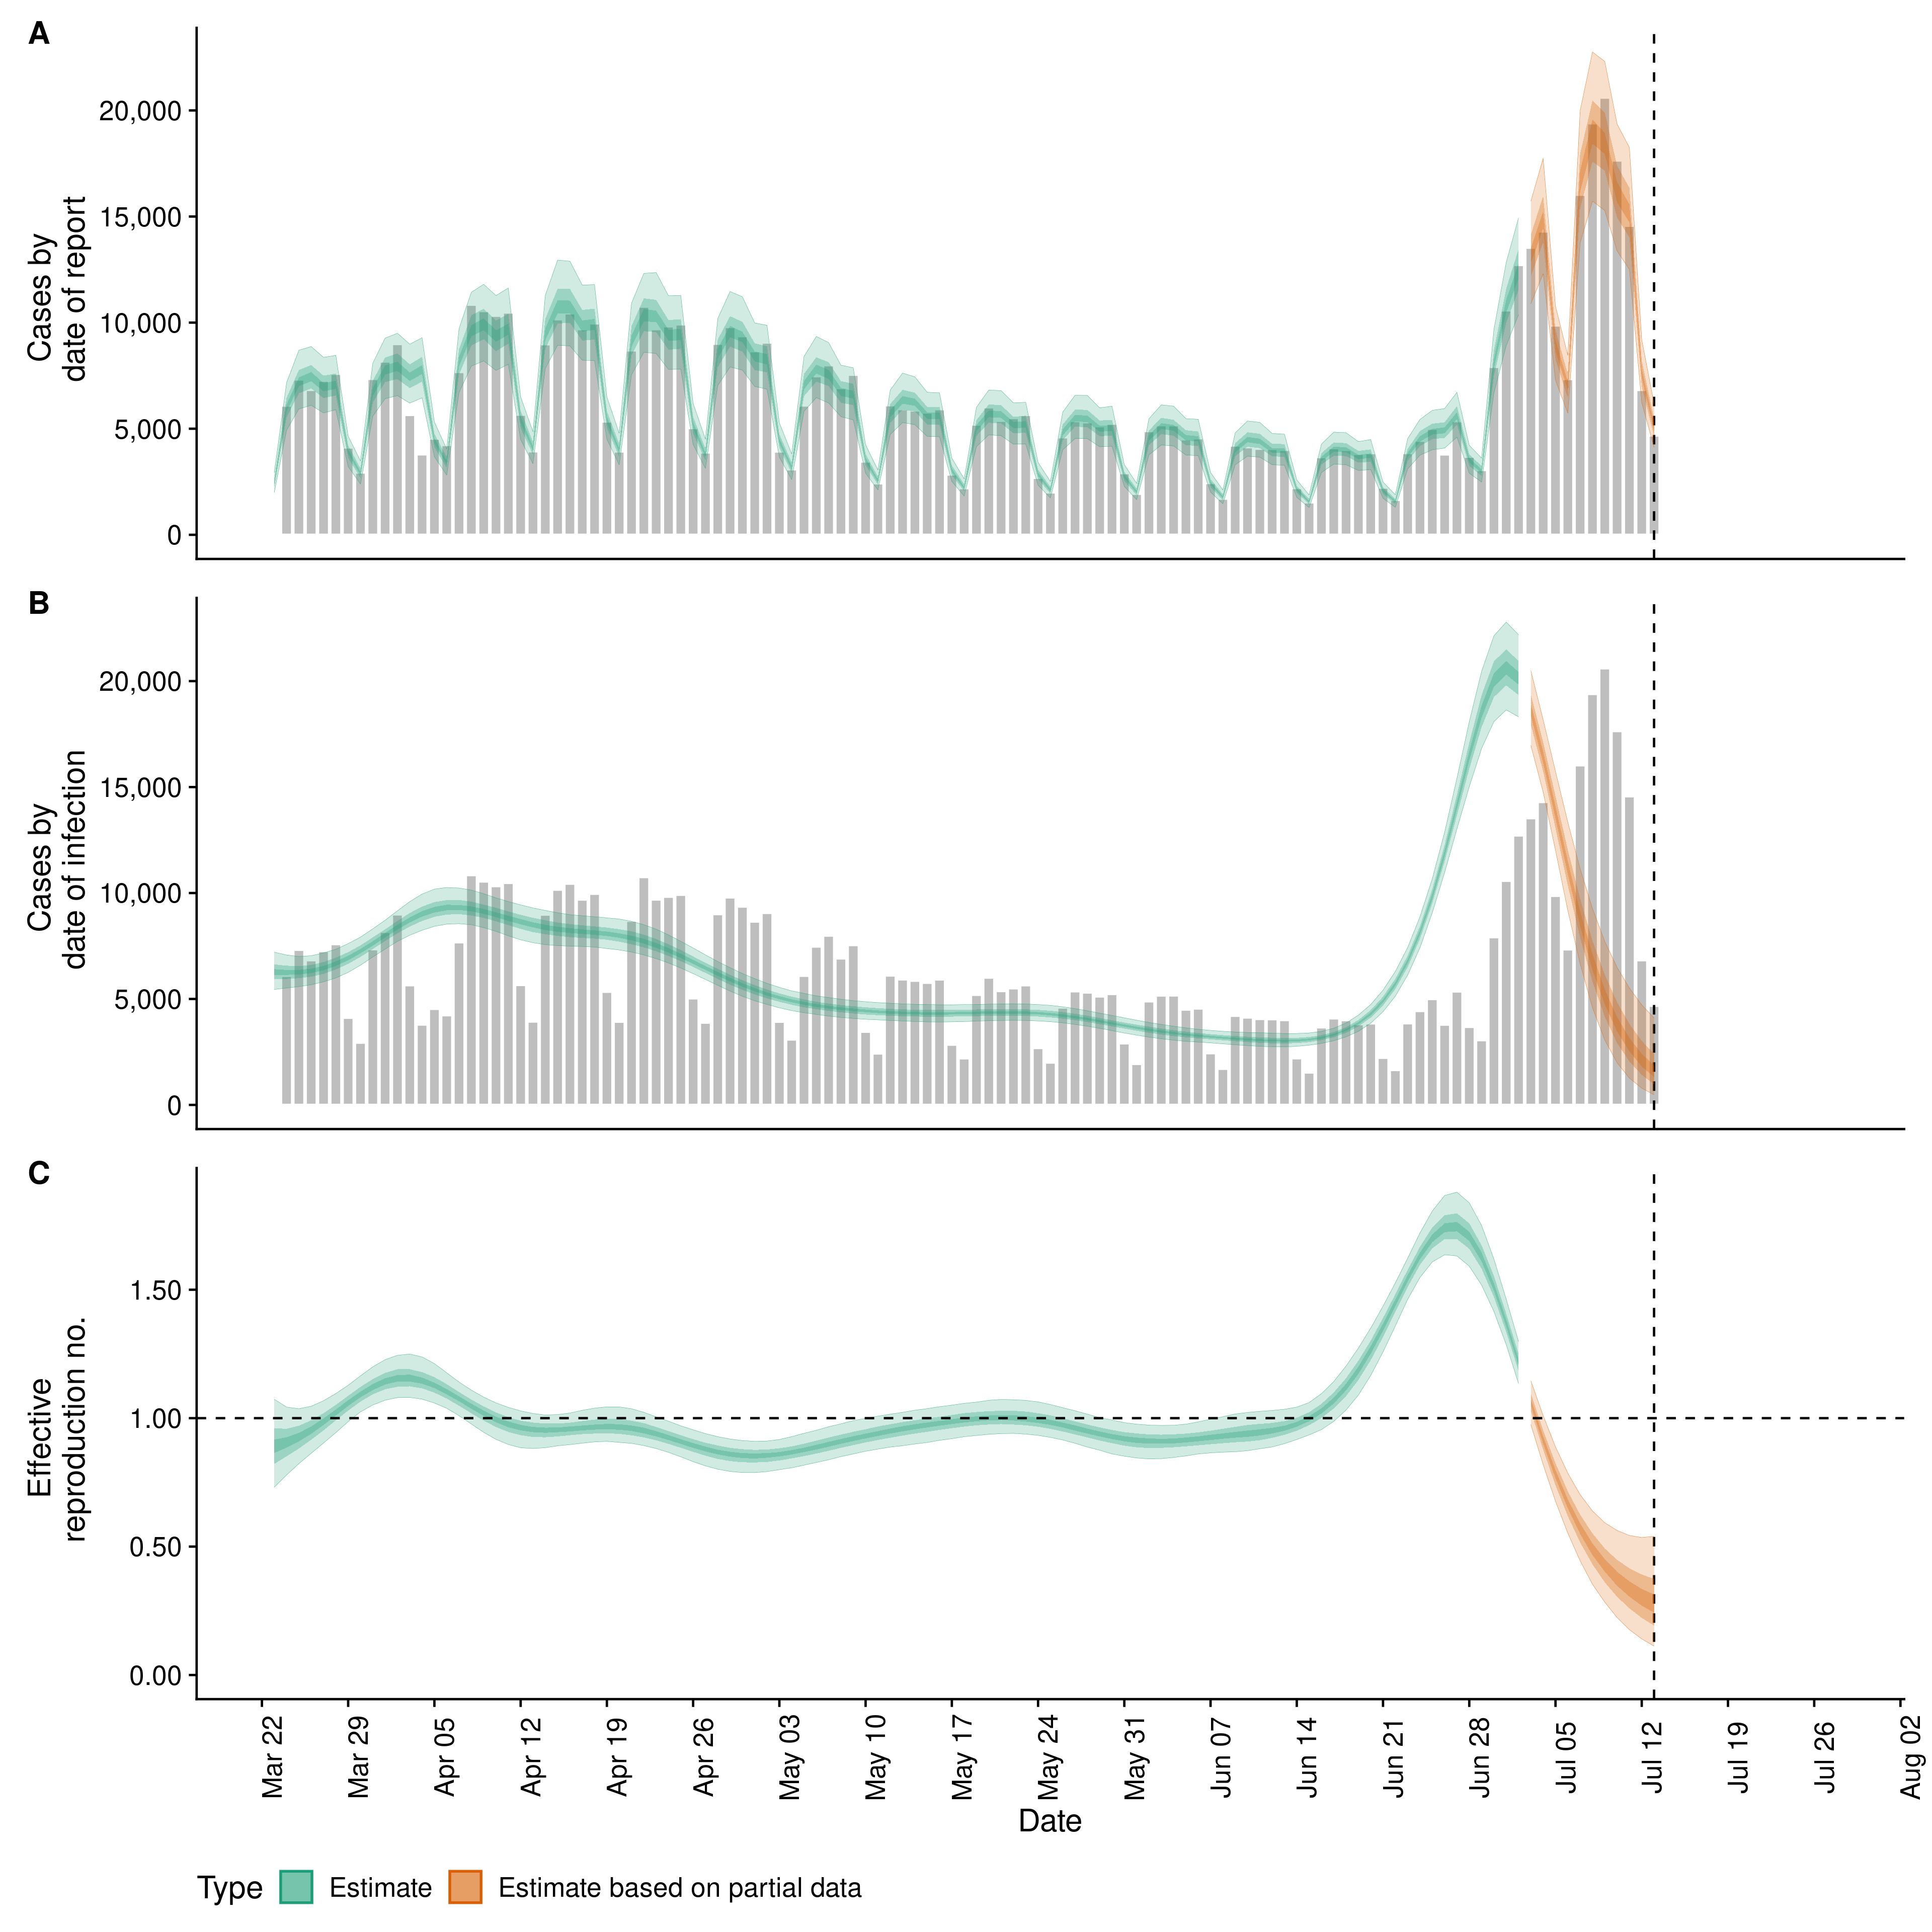 A
Cases by
date of report
20,000
15,000
10,000
5,000
0
B
Cases by
date of infection
20,000
15,000
10,000
5,000
0
C
Effective
reproduction no.
1.50
1.00
0.50
0.00
Mar 22
Mar 29
Apr 05
Apr 12
Apr 19
Apr 26
May 03
May 10
May 17
May 24
May 31
Jun 07
Jun 14
Jun 21
Jun 28
Jul 05
Jul 12
Jul 19
Jul 26
Aug 02
Date
Type Estimate Estimate based on partial data